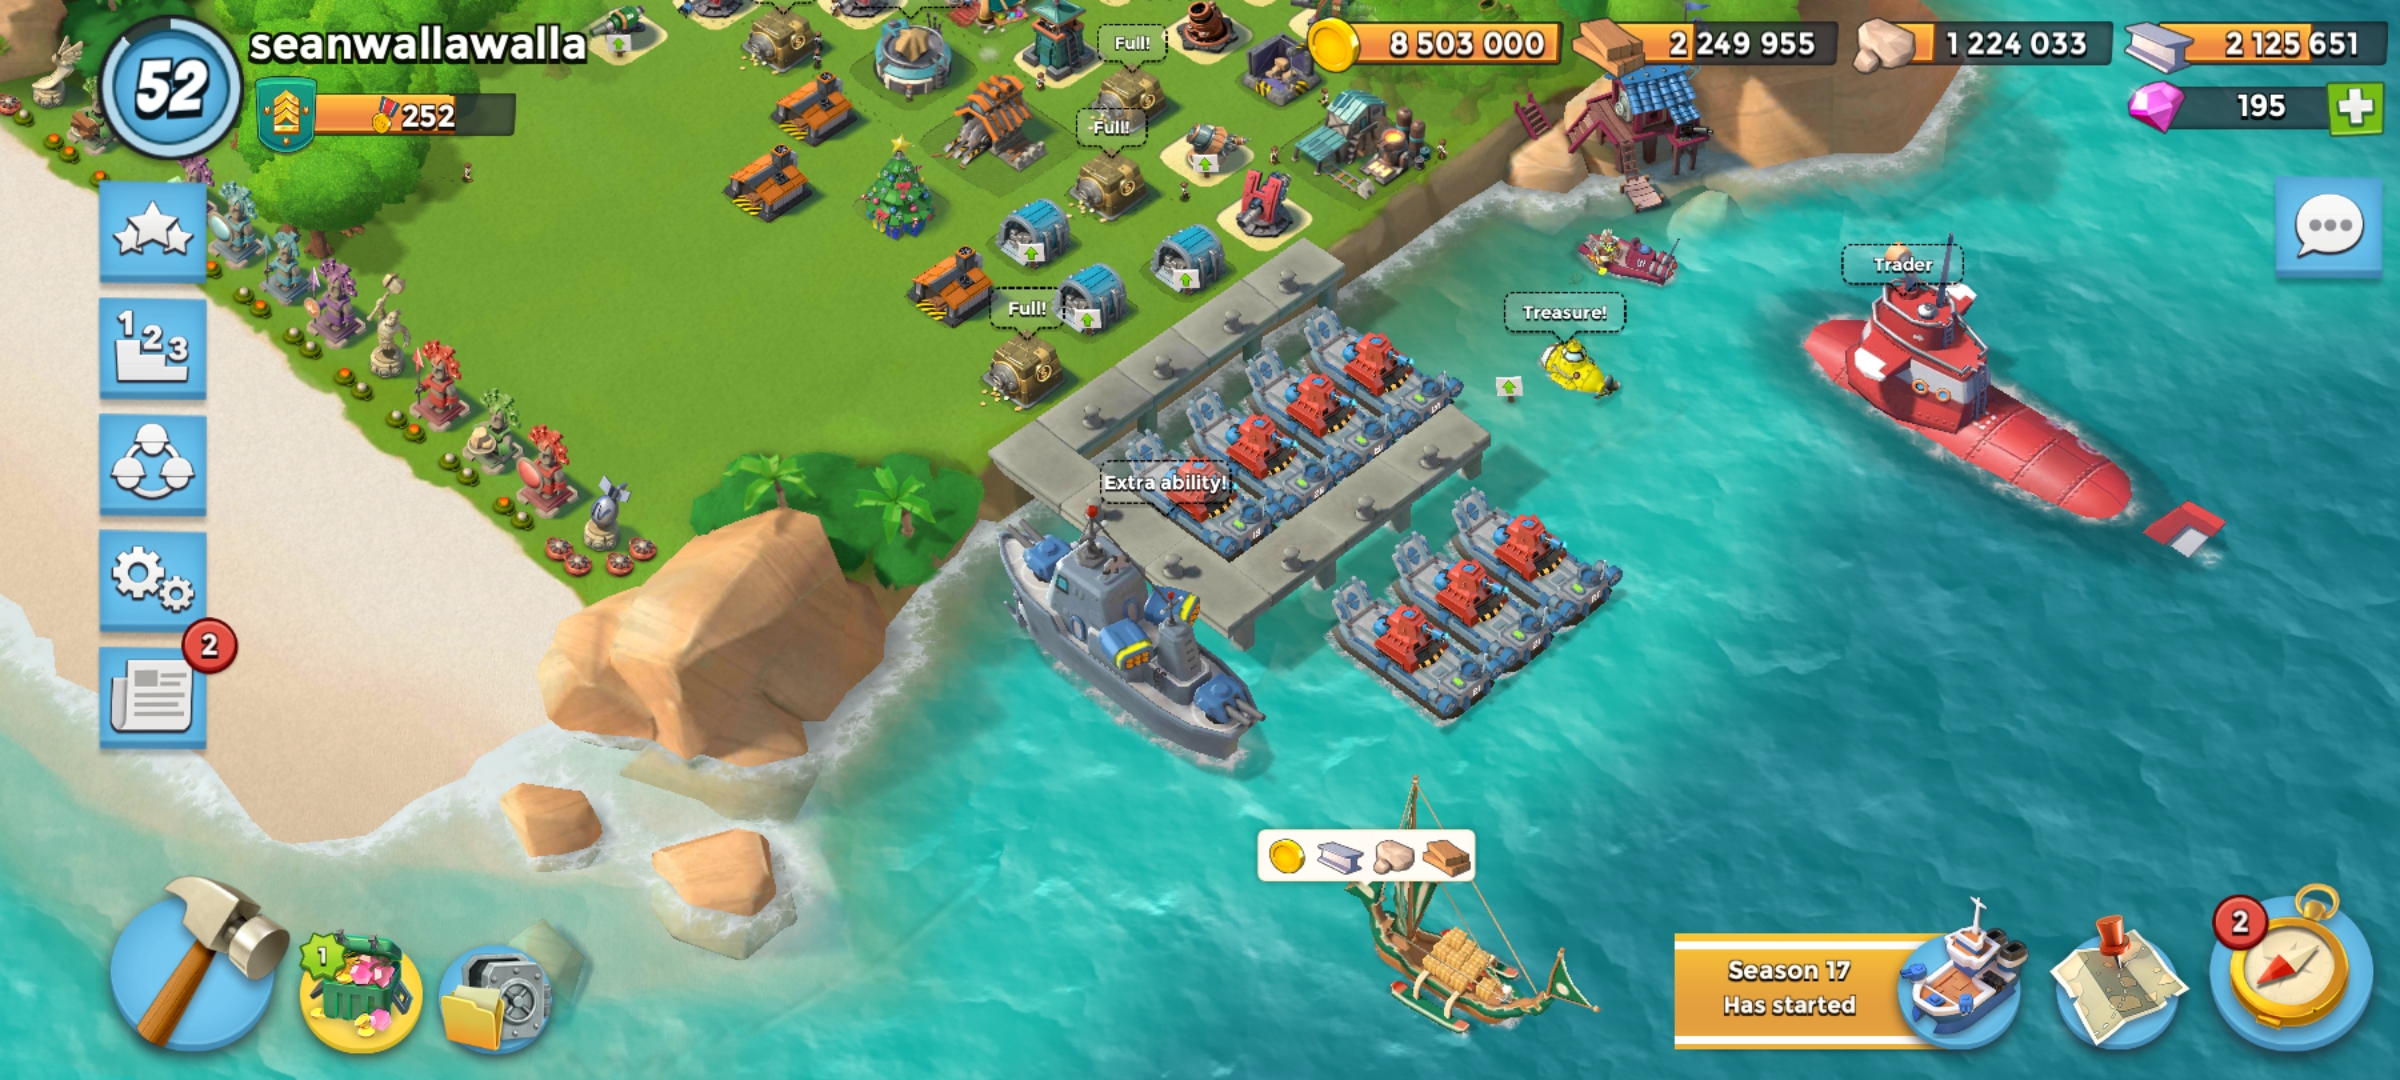 52
seanwallawalla
252
8 503 000
2 249 955
1 224 033
2 125 651
195
Full!
Full!
Full!
Trader
Treasure!
Extra ability!
1 2 3
2
1
Season 17
Has started
2